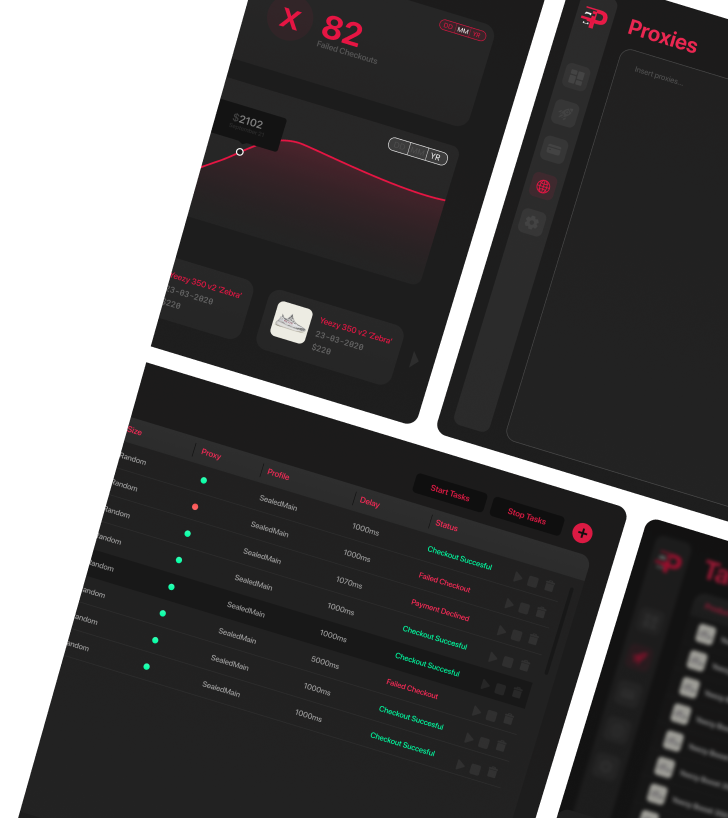 X
82
Failed Checkouts
DD MM YR
$2102
YR
Yeezy 350 v2 'Zebra'
23-03-2020
$220
Yeezy 350 v2 'Zebra'
23-03-2020
$220
Proxies
Insert proxies...
Start Tasks
Stop Tasks
Size Proxy Profile Delay Status
Random SealedMain 1000ms Checkout Succesful
Random SealedMain 1000ms Failed Checkout
Random SealedMain 1070ms Payment Declined
Random SealedMain 1000ms Checkout Succesful
Random SealedMain 1000ms Checkout Succesful
Random SealedMain 5000ms Failed Checkout
Random SealedMain 1000ms Checkout Succesful
Random SealedMain 1000ms Checkout Succesful